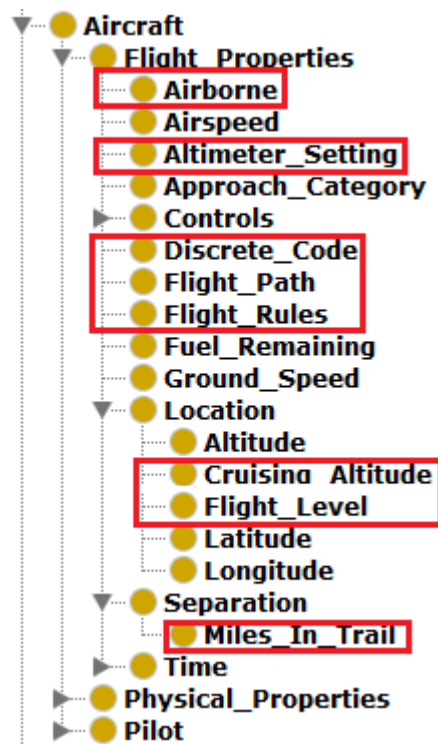 Aircraft
Flight_Properties
Airborne
Airspeed
Altimeter_Setting
Approach_Category
Controls
Discrete_Code
Flight_Path
Flight_Rules
Fuel_Remaining
Ground_Speed
Location
Altitude
Cruising_Altitude
Flight_Level
Latitude
Longitude
Separation
Miles_In_Trail
Time
Physical_Properties
Pilot